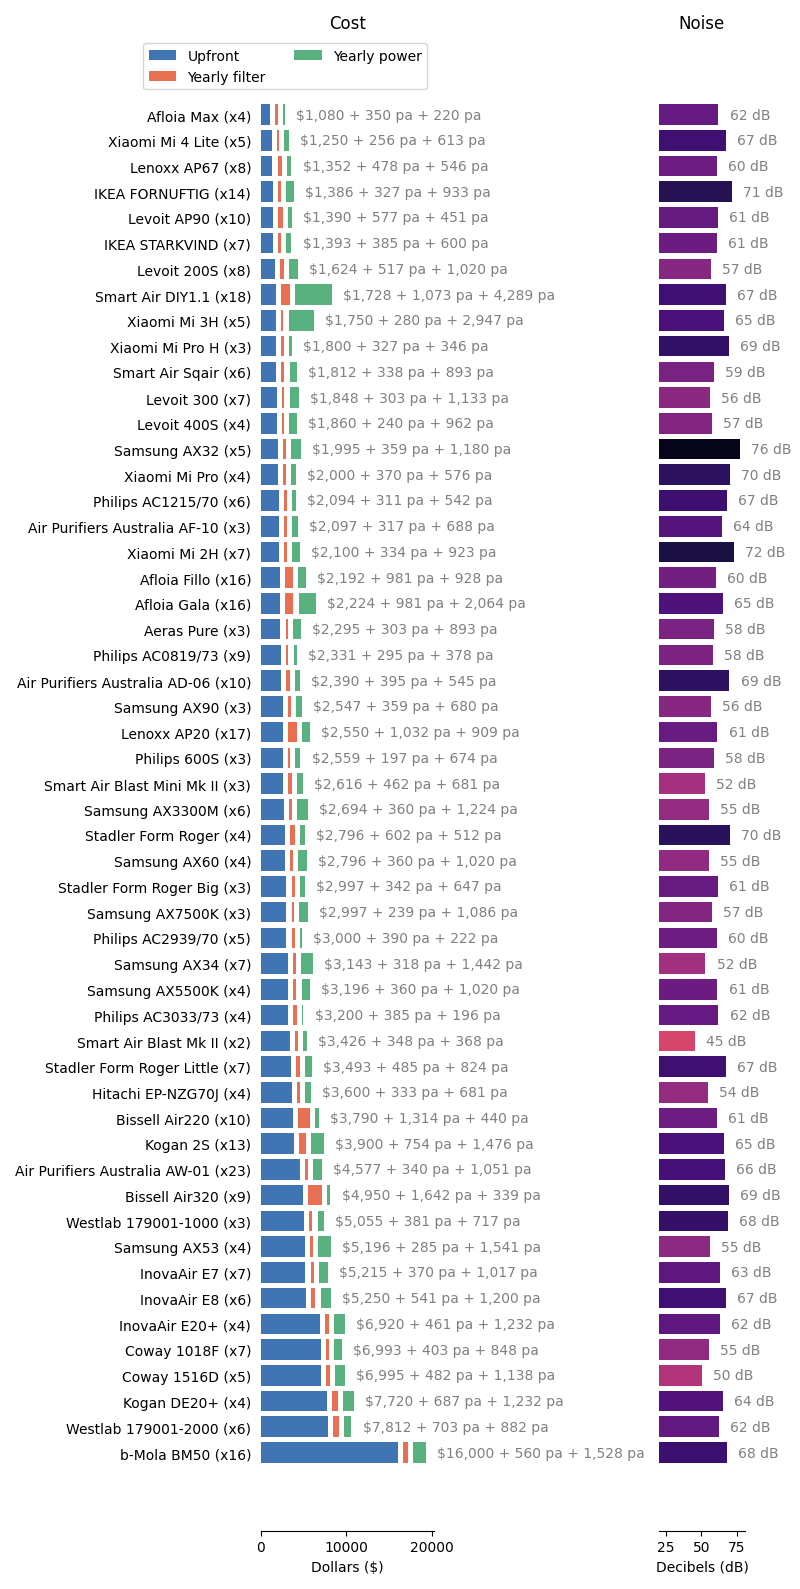 Cost Noise
Upfront Yearly power
Yearly filter
Afloia Max (x4) $1,080 + 350 pa + 220 pa 62 dB
Xiaomi Mi 4 Lite (x5) $1,250 + 256 pa + 613 pa 67 dB
Lenoxx AP67 (x8) $1,352 + 478 pa + 546 pa 60 dB
IKEA FORNUFTIG (x14) $1,386 + 327 pa + 933 pa 71 dB
Levoit AP90 (x10) $1,390 + 577 pa + 451 pa 61 dB
IKEA STARKVIND (x7) $1,393 + 385 pa + 600 pa 61 dB
Levoit 200S (x8) $1,624 + 517 pa + 1,020 pa 57 dB
Smart Air DIY1.1 (x18) $1,728 + 1,073 pa + 4,289 pa 67 dB
Xiaomi Mi 3H (x5) $1,750 + 280 pa + 2,947 pa 65 dB
Xiaomi Mi Pro H (x3) $1,800 + 327 pa + 346 pa 69 dB
Smart Air Sqair (x6) $1,812 + 338 pa + 893 pa 59 dB
Levoit 300 (x7) $1,848 + 303 pa + 1,133 pa 56 dB
Levoit 400S (x4) $1,860 + 240 pa + 962 pa 57 dB
Samsung AX32 (x5) $1,995 + 359 pa + 1,180 pa 76 dB
Xiaomi Mi Pro (x4) $2,000 + 370 pa + 576 pa 70 dB
Philips AC1215/70 (x6) $2,094 + 311 pa + 542 pa 67 dB
Air Purifiers Australia AF-10 (x3) $2,097 + 317 pa + 688 pa 64 dB
Xiaomi Mi 2H (x7) $2,100 + 334 pa + 923 pa 72 dB
Afloia Fillo (x16) $2,192 + 981 pa + 928 pa 60 dB
Afloia Gala (x16) $2,224 + 981 pa + 2,064 pa 65 dB
Aeras Pure (x3) $2,295 + 303 pa + 893 pa 58 dB
Philips AC0819/73 (x9) $2,331 + 295 pa + 378 pa 58 dB
Air Purifiers Australia AD-06 (x10) $2,390 + 395 pa + 545 pa 69 dB
Samsung AX90 (x3) $2,547 + 359 pa + 680 pa 56 dB
Lenoxx AP20 (x17) $2,550 + 1,032 pa + 909 pa 61 dB
Philips 600S (x3) $2,559 + 197 pa + 674 pa 58 dB
Smart Air Blast Mini Mk II (x3) $2,616 + 462 pa + 681 pa 52 dB
Samsung AX3300M (x6) $2,694 + 360 pa + 1,224 pa 55 dB
Stadler Form Roger (x4) $2,796 + 602 pa + 512 pa 70 dB
Samsung AX60 (x4) $2,796 + 360 pa + 1,020 pa 55 dB
Stadler Form Roger Big (x3) $2,997 + 342 pa + 647 pa 61 dB
Samsung AX7500K (x3) $2,997 + 239 pa + 1,086 pa 57 dB
Philips AC2939/70 (x5) $3,000 + 390 pa + 222 pa 60 dB
Samsung AX34 (x7) $3,143 + 318 pa + 1,442 pa 52 dB
Samsung AX5500K (x4) $3,196 + 360 pa + 1,020 pa 61 dB
Philips AC3033/73 (x4) $3,200 + 385 pa + 196 pa 62 dB
Smart Air Blast Mk II (x2) $3,426 + 348 pa + 368 pa 45 dB
Stadler Form Roger Little (x7) $3,493 + 485 pa + 824 pa 67 dB
Hitachi EP-NZG70J (x4) $3,600 + 333 pa + 681 pa 54 dB
Bissell Air220 (x10) $3,790 + 1,314 pa + 440 pa 61 dB
Kogan 2S (x13) $3,900 + 754 pa + 1,476 pa 65 dB
Air Purifiers Australia AW-01 (x23) $4,577 + 340 pa + 1,051 pa 66 dB
Bissell Air320 (x9) $4,950 + 1,642 pa + 339 pa 69 dB
Westlab 179001-1000 (x3) $5,055 + 381 pa + 717 pa 68 dB
Samsung AX53 (x4) $5,196 + 285 pa + 1,541 pa 55 dB
InovaAir E7 (x7) $5,215 + 370 pa + 1,017 pa 63 dB
InovaAir E8 (x6) $5,250 + 541 pa + 1,200 pa 67 dB
InovaAir E20+ (x4) $6,920 + 461 pa + 1,232 pa 62 dB
Coway 1018F (x7) $6,993 + 403 pa + 848 pa 55 dB
Coway 1516D (x5) $6,995 + 482 pa + 1,138 pa 50 dB
Kogan DE20+ (x4) $7,720 + 687 pa + 1,232 pa 64 dB
Westlab 179001-2000 (x6) $7,812 + 703 pa + 882 pa 62 dB
b-Mola BM50 (x16) $16,000 + 560 pa + 1,528 pa 68 dB
0 10000 20000 25 50 75
Dollars ($) Decibels (dB)